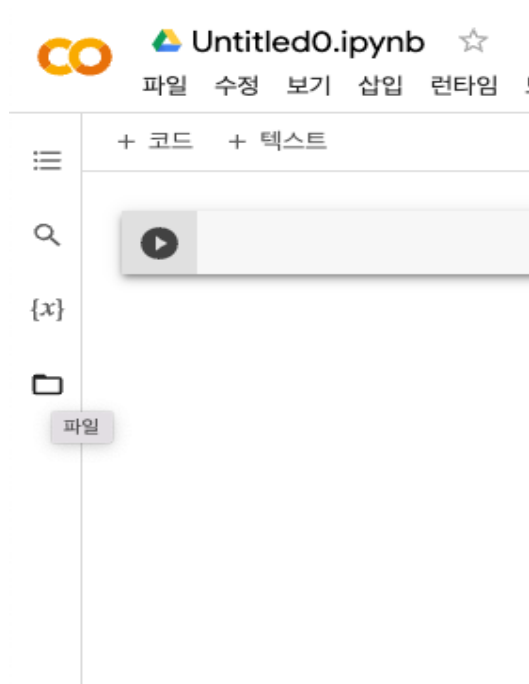 Untitled0.ipynb
파일 수정 보기 삽입 런타임
+ 코드 + 텍스트
{x}
파일